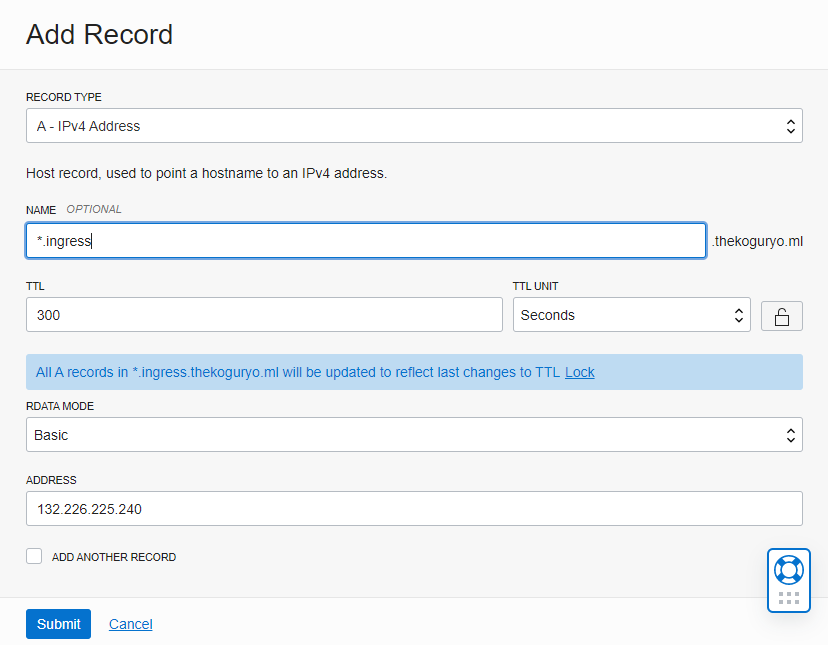 Add Record
RECORD TYPE
A - IPv4 Address
Host record, used to point a hostname to an IPv4 address.
NAME OPTIONAL
*.ingress .thekoguryo.ml
TTL TTL UNIT
300 Seconds
All A records in *.ingress.thekoguryo.ml will be updated to reflect last changes to TTL Lock
RDATA MODE
Basic
ADDRESS
132.226.225.240
ADD ANOTHER RECORD
Submit Cancel